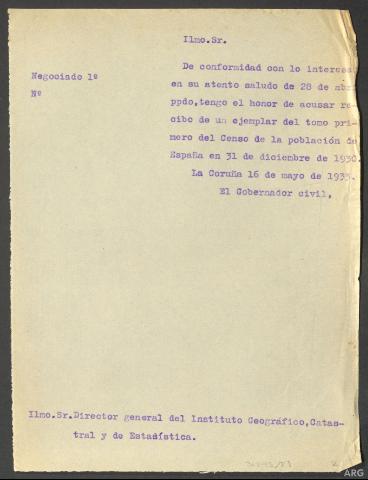 Ilmo.Sr.
De conformidad con lo interesa
Negociado 1º
en su atento saludo de 28 de abri
Nº
ppdo,tengo el honor de acusar re-
cibo de un ejemplar del tomo pri-
mero del Censo de la población de
España en 31 de diciembre de 1930.
La Coruña 16 de mayo de 1933.
El Gobernador civil,
Ilmo.Sr.Director general del Instituto Geográfico,Catas-
tral y de Estadística.
ARG